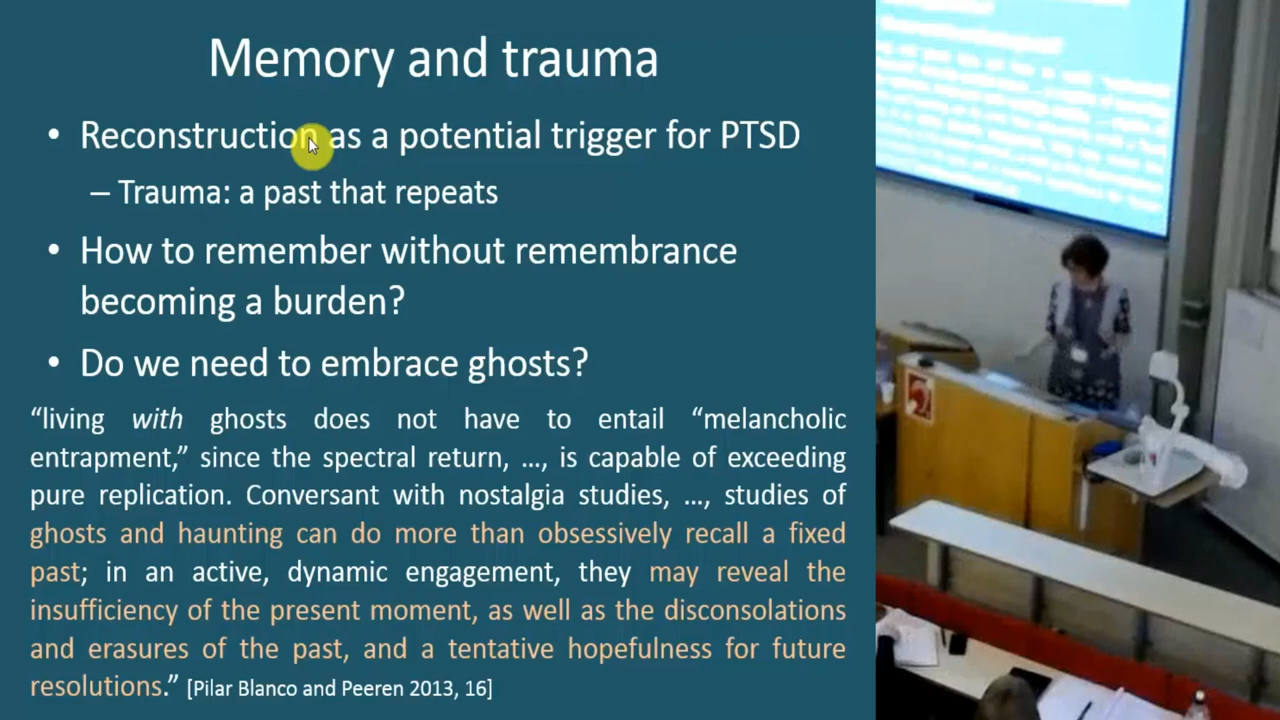 Memory and trauma
• Reconstruction as a potential trigger for PTSD
– Trauma: a past that repeats
• How to remember without remembrance
becoming a burden?
• Do we need to embrace ghosts?
“living with ghosts does not have to entail “melancholic
entrapment,” since the spectral return, …, is capable of exceeding
pure replication. Conversant with nostalgia studies, …, studies of
ghosts and haunting can do more than obsessively recall a fixed
past; in an active, dynamic engagement, they may reveal the
insufficiency of the present moment, as well as the disconsolations
and erasures of the past, and a tentative hopefulness for future
resolutions.” [Pilar Blanco and Peeren 2013, 16]